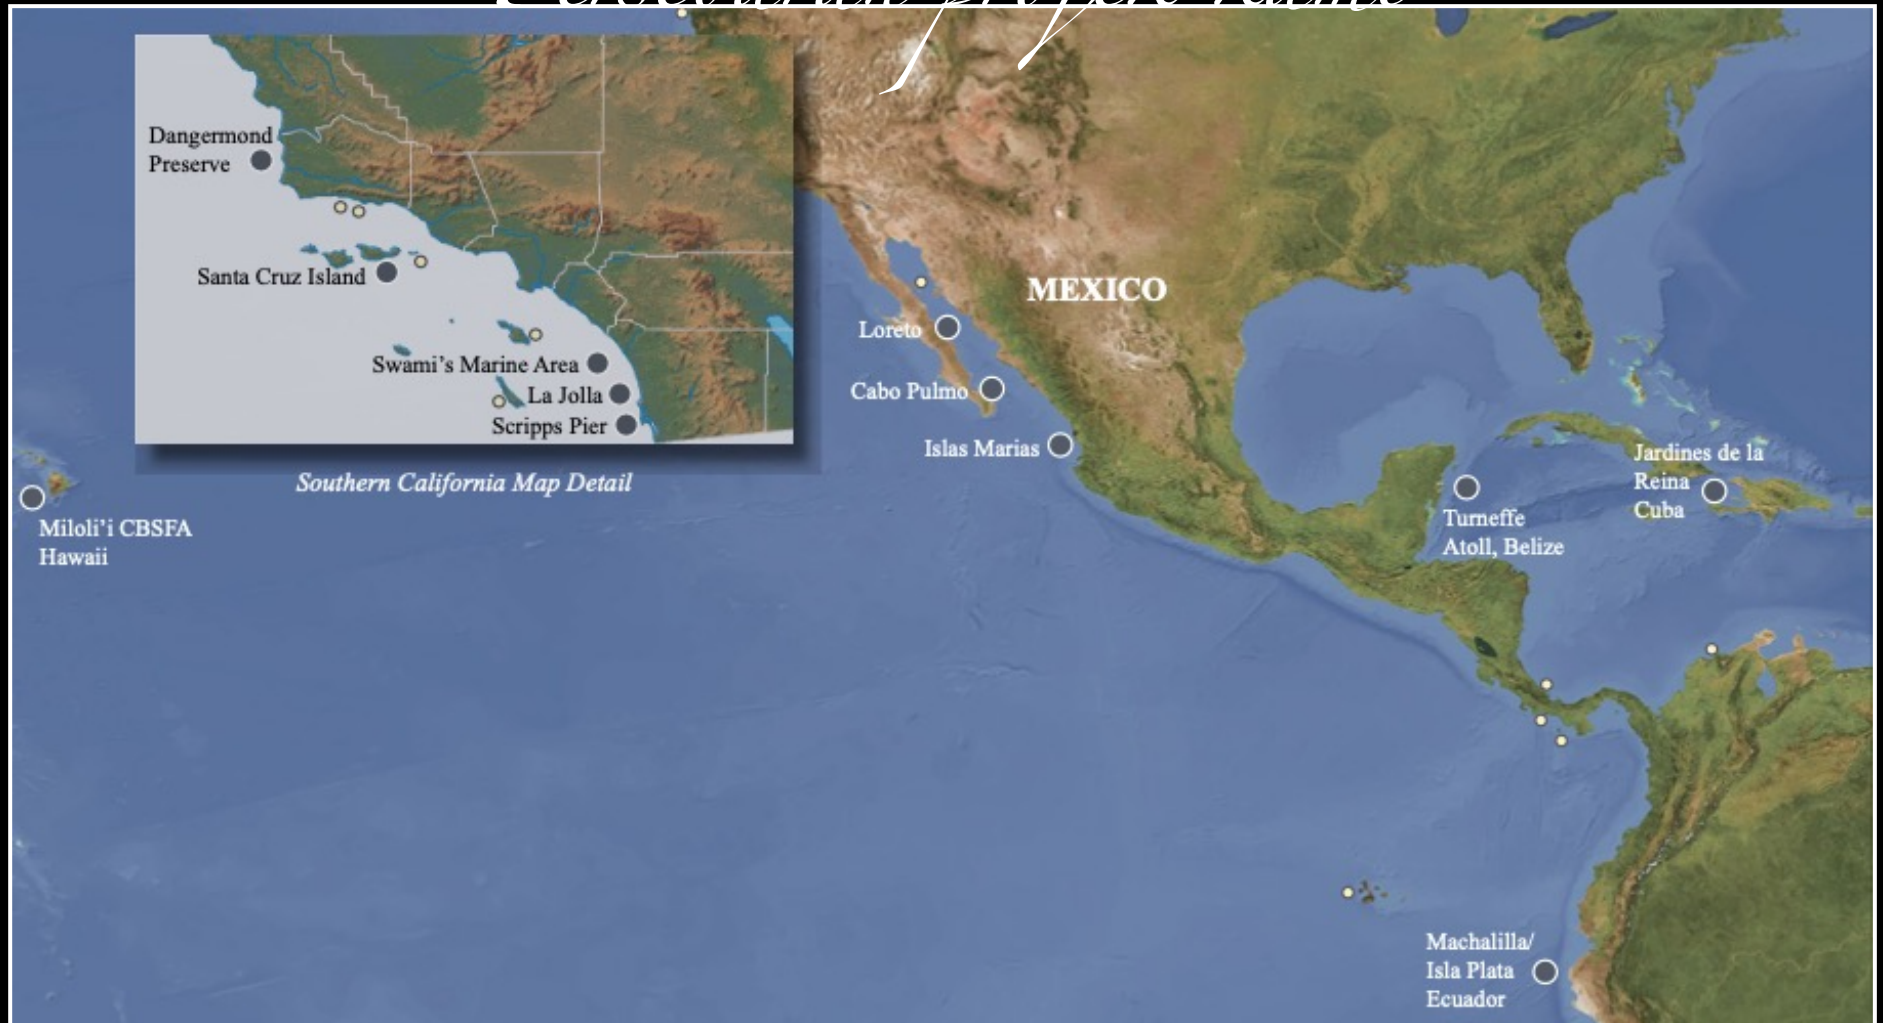 Dangermond
Preserve
Santa Cruz Island
Swami's Marine Area
La Jolla
Scripps Pier
Southern California Map Detail
MEXICO
Loreto
Cabo Pulmo
Islas Marias
Miloli'i CBSFA
Hawaii
Jardines de la
Reina
Cuba
Turneffe
Atoll, Belize
Machalilla/
Isla Plata
Ecuador